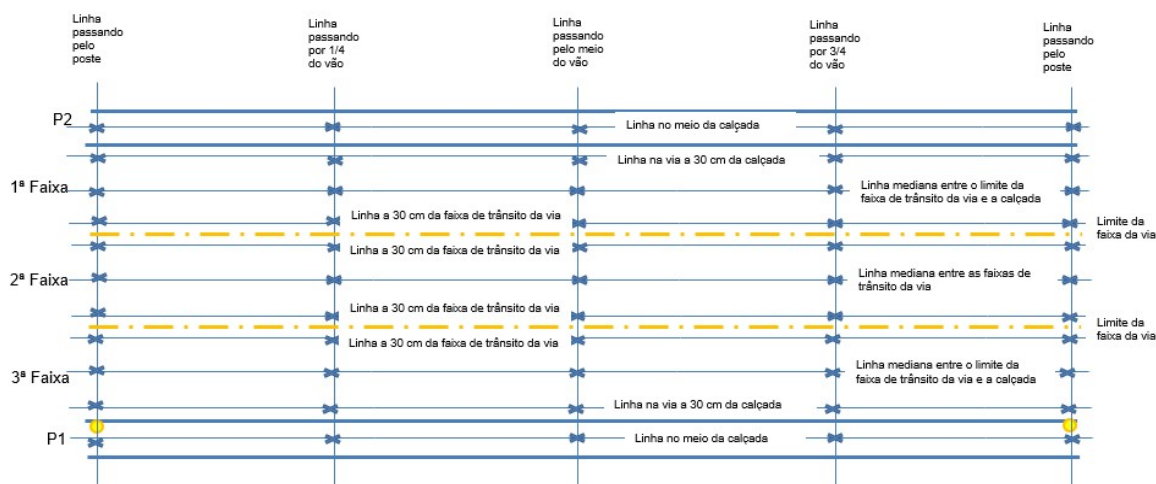 Linha
passando
pelo
poste
Linha
passando
por 1/4
do vão
Linha
passando
pelo meio
do vão
Linha
passando
por 3/4
do vão
Linha
passando
pelo
poste
P2
Linha no meio da calçada
Linha na via a 30 cm da calçada
1ª Faixa
Linha mediana entre o limite da
faixa de trânsito da via e a calçada
Linha a 30 cm da faixa de trânsito da via
Limite da
faixa da via
Linha a 30 cm da faixa de trânsito da via
2ª Faixa
Linha mediana entre as faixas de
trânsito da via
Linha a 30 cm da faixa de trânsito da via
Limite da
faixa da via
Linha a 30 cm da faixa de trânsito da via
3ª Faixa
Linha mediana entre o limite da
faixa de trânsito da via e a calçada
Linha na via a 30 cm da calçada
P1
Linha no meio da calçada